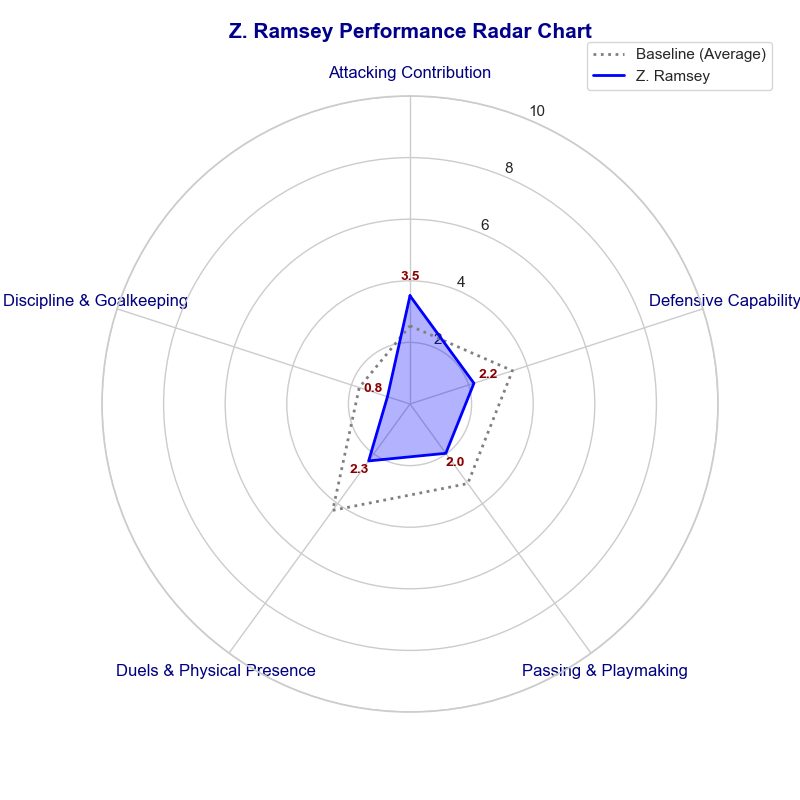 Z. Ramsey Performance Radar Chart
Baseline (Average)
Z. Ramsey
Attacking Contribution
10
8
6
4
2
3.5
Discipline & Goalkeeping
Defensive Capability
0.8
2.2
2.3
2.0
Duels & Physical Presence
Passing & Playmaking